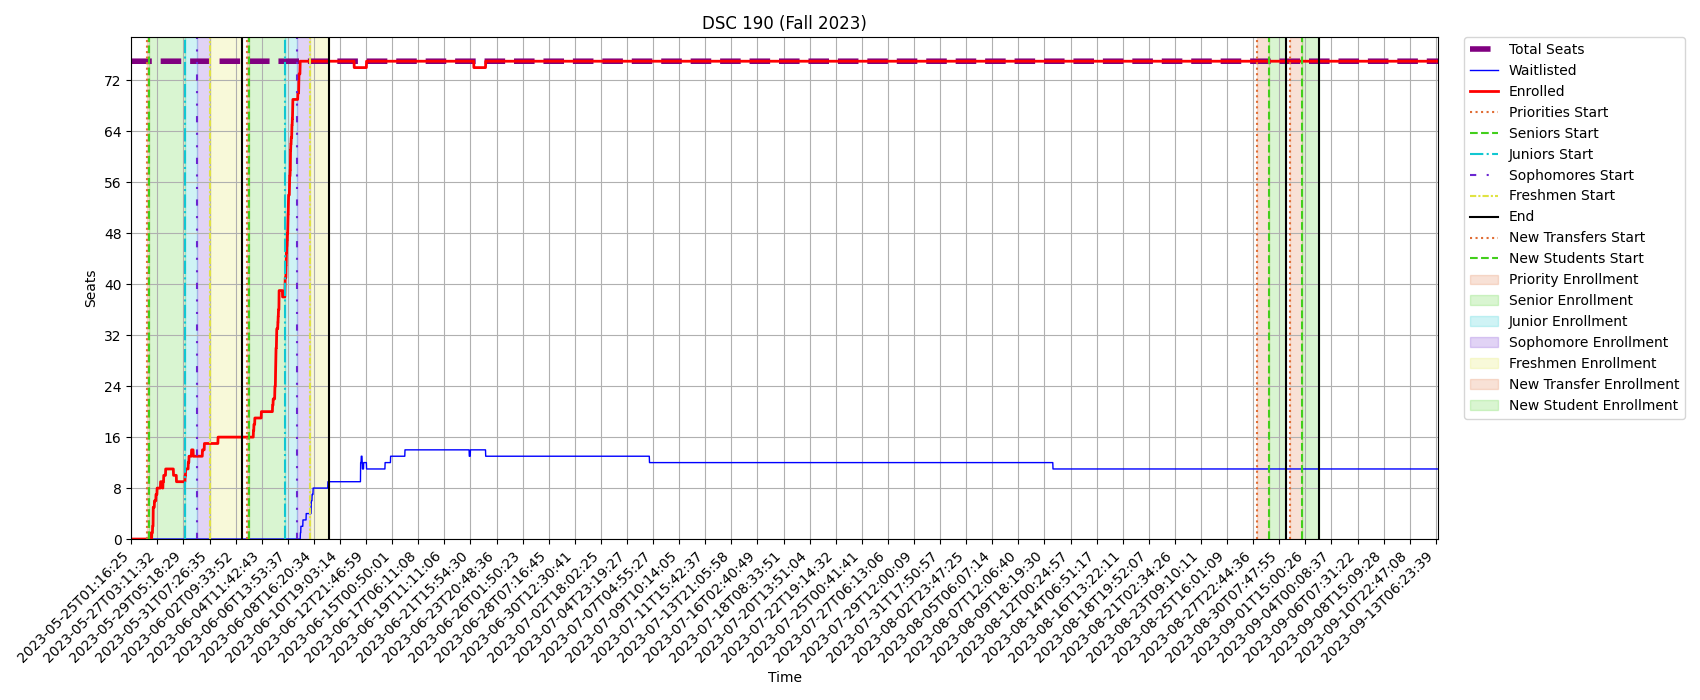 DSC 190 (Fall 2023)
Seats
72
64
56
48
40
32
24
16
8
0
2023-05-25T01:16:25
2023-05-27T03:11:32
2023-05-29T05:18:29
2023-05-31T07:26:35
2023-06-02T09:33:52
2023-06-04T11:42:43
2023-06-06T13:53:37
2023-06-08T16:20:34
2023-06-10T19:03:14
2023-06-12T21:46:59
2023-06-15T00:50:01
2023-06-17T06:11:08
2023-06-19T11:11:06
2023-06-21T15:54:30
2023-06-23T20:48:36
2023-06-26T01:50:23
2023-06-28T07:16:45
2023-06-30T12:30:41
2023-07-02T18:02:25
2023-07-04T23:19:27
2023-07-07T04:55:27
2023-07-09T10:14:05
2023-07-11T15:42:37
2023-07-13T21:05:58
2023-07-16T02:40:49
2023-07-18T08:33:51
2023-07-20T13:51:04
2023-07-22T19:14:32
2023-07-25T00:41:41
2023-07-27T06:13:06
2023-07-29T12:00:09
2023-07-31T17:50:57
2023-08-02T23:47:25
2023-08-05T06:07:14
2023-08-07T12:06:40
2023-08-09T18:19:30
2023-08-12T00:24:57
2023-08-14T06:51:17
2023-08-16T13:22:11
2023-08-18T19:52:07
2023-08-21T02:34:26
2023-08-23T09:10:11
2023-08-25T16:01:09
2023-08-27T22:44:36
2023-08-30T07:47:55
2023-09-01T15:00:26
2023-09-04T00:08:37
2023-09-06T07:31:22
2023-09-08T15:09:28
2023-09-10T22:47:08
2023-09-13T06:23:39
Time
Total Seats
Waitlisted
Enrolled
Priorities Start
Seniors Start
Juniors Start
Sophomores Start
Freshmen Start
End
New Transfers Start
New Students Start
Priority Enrollment
Senior Enrollment
Junior Enrollment
Sophomore Enrollment
Freshmen Enrollment
New Transfer Enrollment
New Student Enrollment